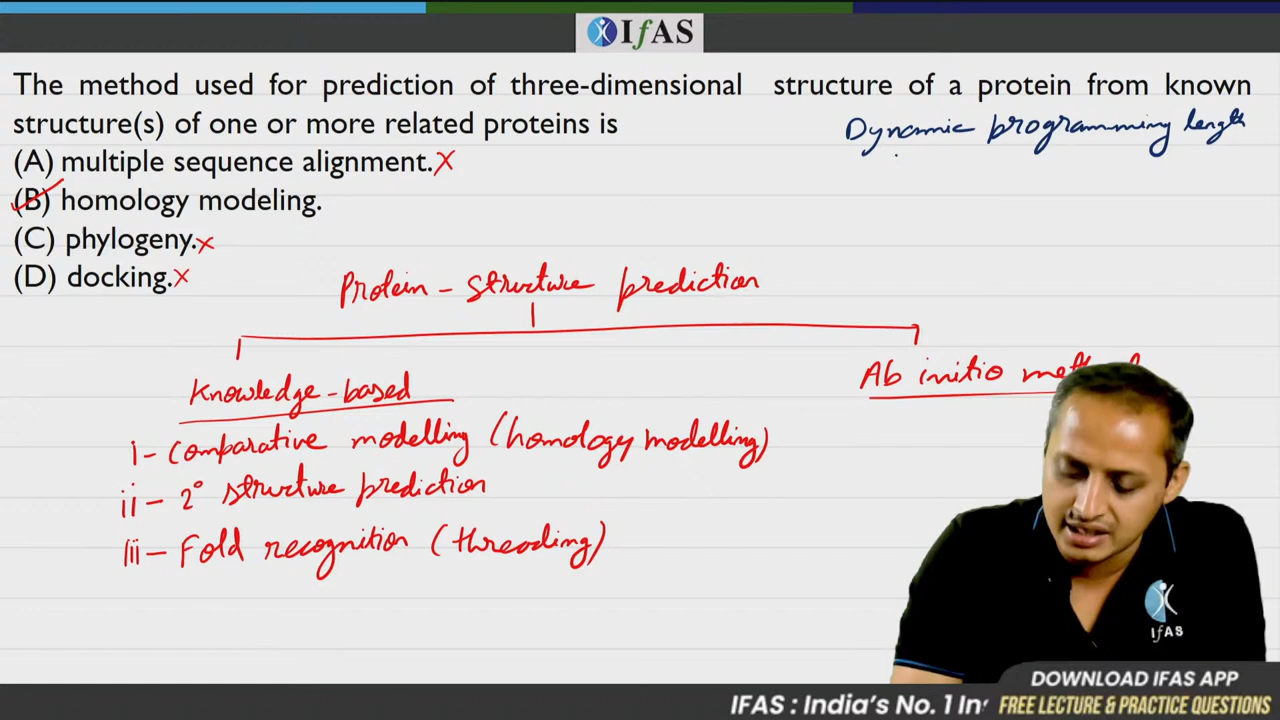 IfAS
The method used for prediction of three-dimensional structure of a protein from known
structure(s) of one or more related proteins is
Dynamic programming length
(A) multiple sequence alignment. x
(B) homology modeling.
(C) phylogeny. x
(D) docking. x
Protein - structure prediction
Knowledge-based
Ab initio
i- Comparative modelling (homology modelling)
ii - 2° structure prediction
iii- Fold recognition (threading)
IfAS
DOWNLOAD IFAS APP
IFAS : India's No. 1 In
FREE LECTURE & PRACTICE QUESTIONS